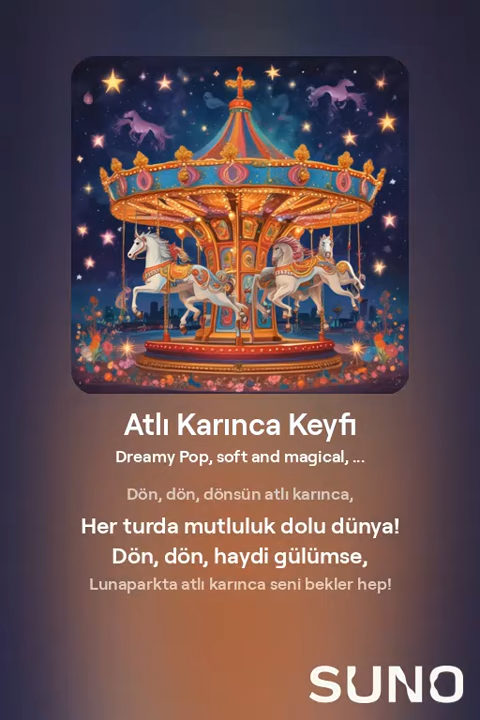 Atlı Karınca Keyfi
Dreamy Pop, soft and magical, ...
Dön, dön, dönsün atlı karınca,
Her turda mutluluk dolu dünya!
Dön, dön, haydi gülümse,
Lunaparkta atlı karınca seni bekler hep!
SUNO